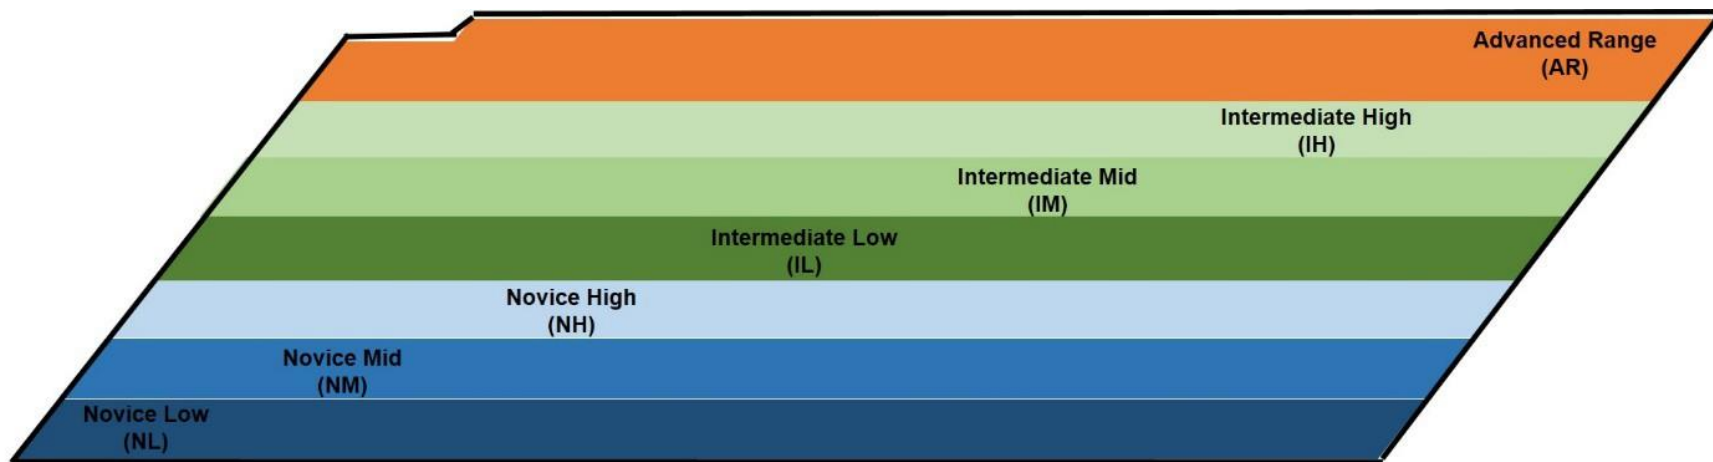 Advanced Range
(AR)
Intermediate High
(IH)
Intermediate Mid
(IM)
Intermediate Low
(IL)
Novice High
(NH)
Novice Mid
(NM)
Novice Low
(NL)